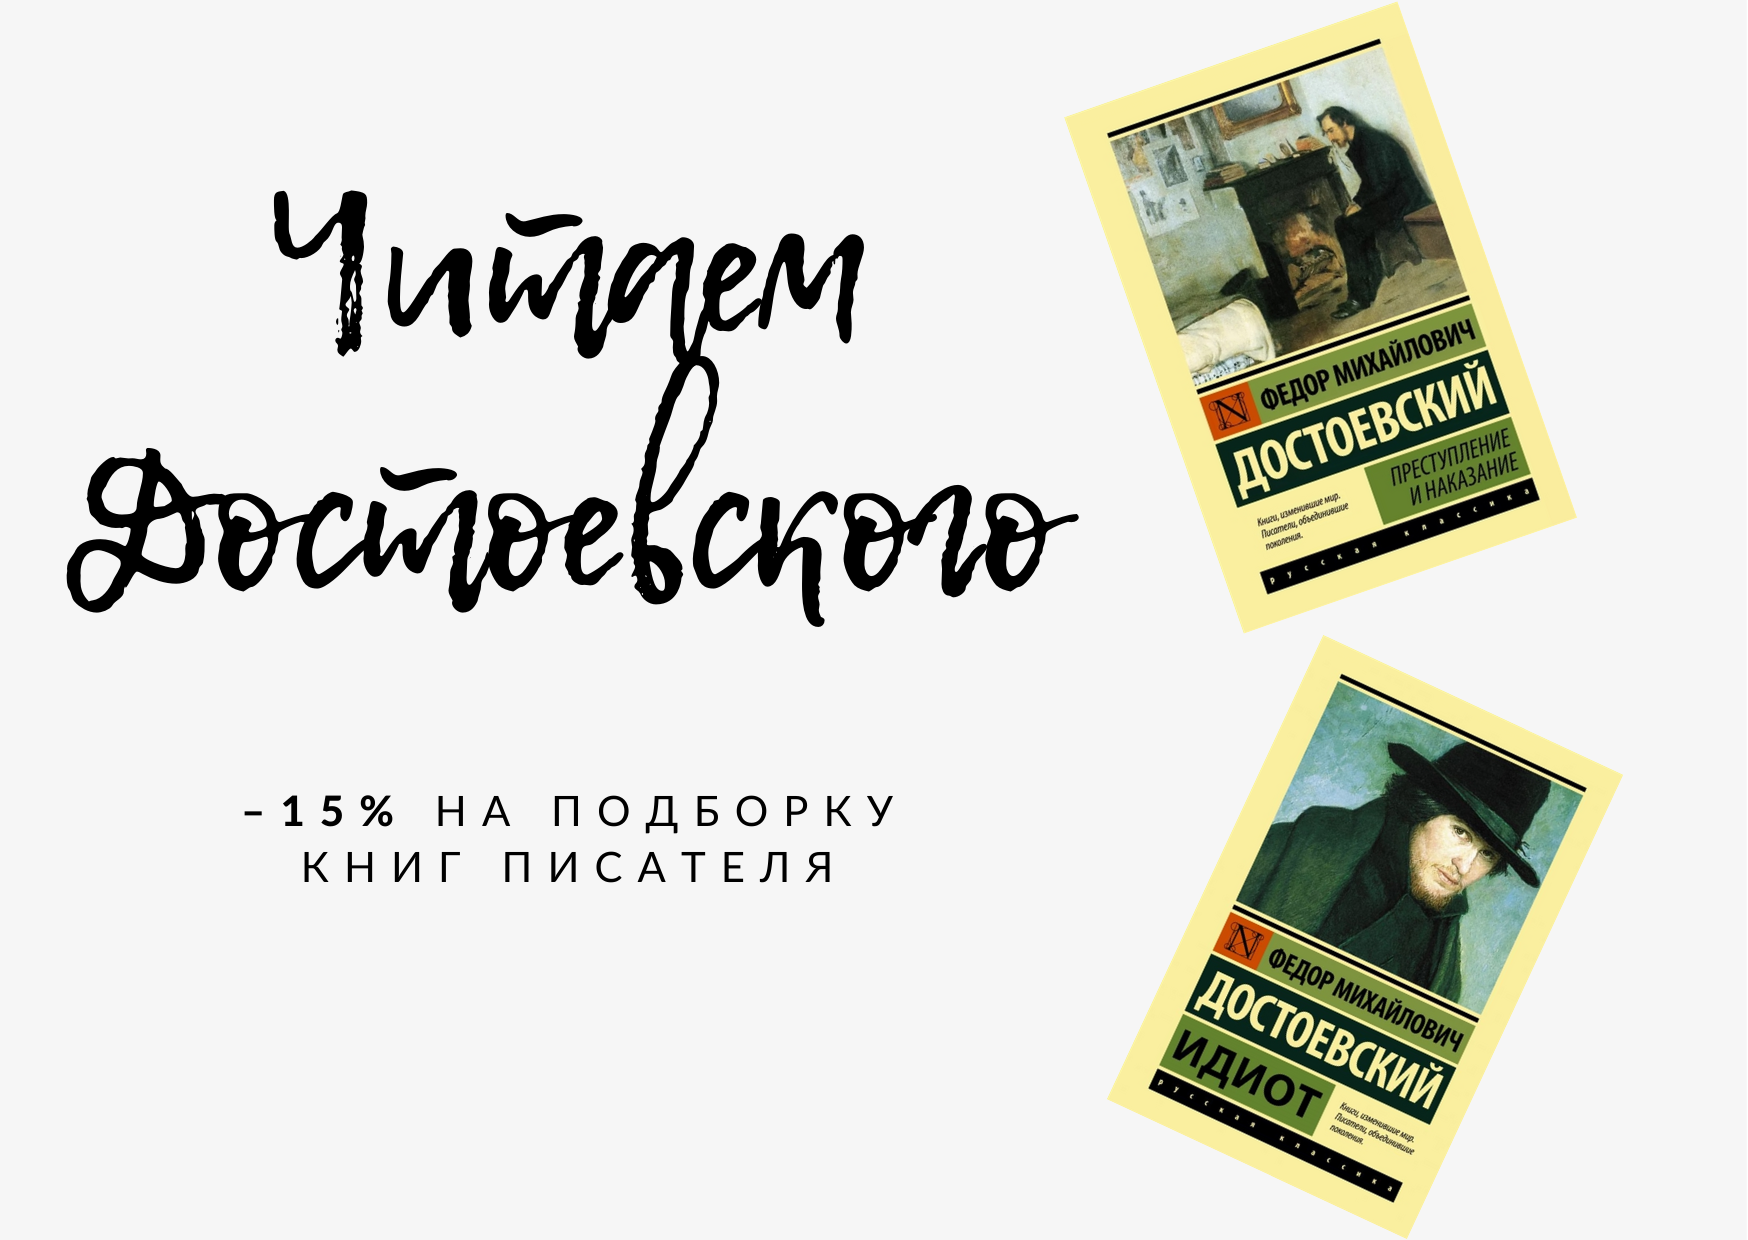 Читаем
Достоевского
–15% НА ПОДБОРКУ
КНИГ ПИСАТЕЛЯ
N ФЕДОР МИХАЙЛОВИЧ
ДОСТОЕВСКИЙ
ПРЕСТУПЛЕНИЕ
И НАКАЗАНИЕ
Книги, изменившие мир.
Писатели, объединившие
поколения.
русская классика
N ФЕДОР МИХАЙЛОВИЧ
ДОСТОЕВСКИЙ
ИДИОТ
Книги, изменившие мир.
Писатели, объединившие
поколения.
русская классика